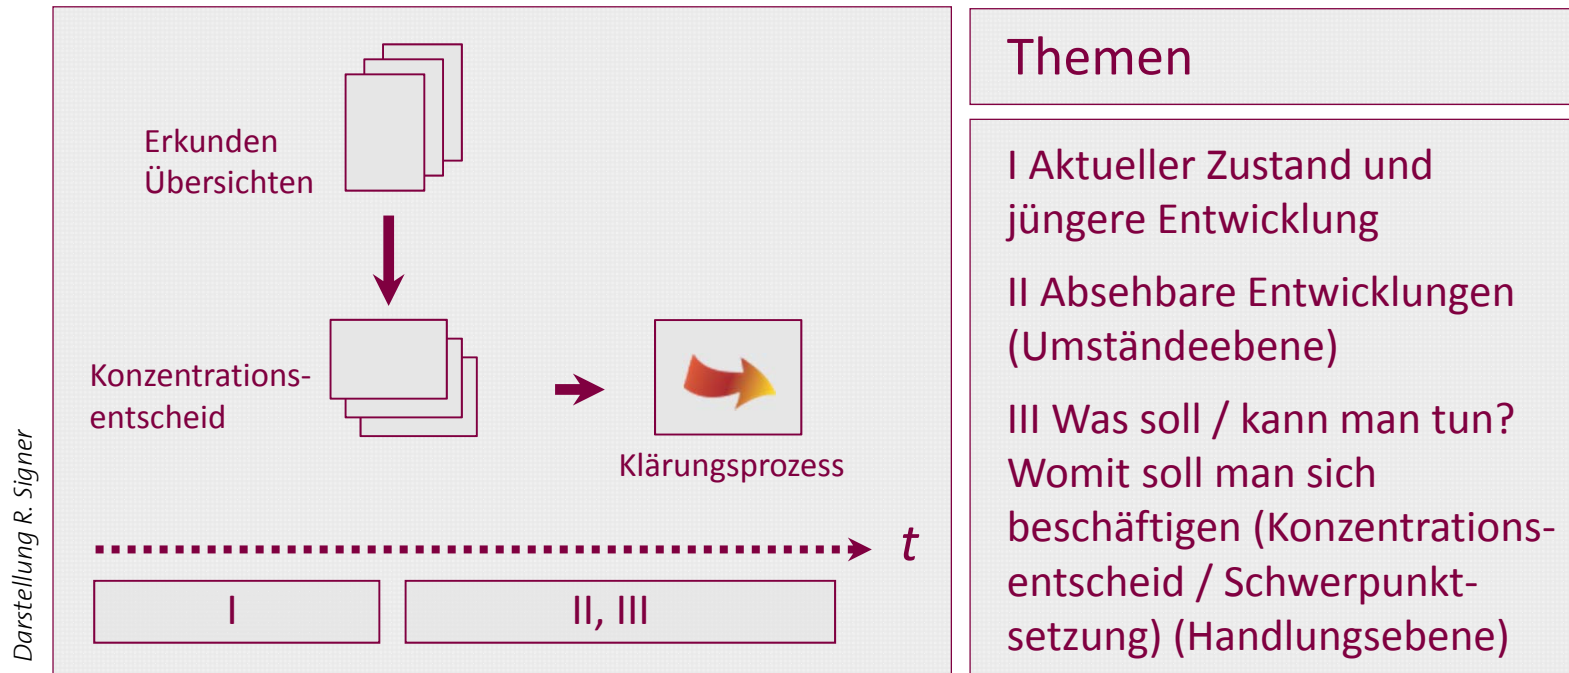 Erkunden
Übersichten
Konzentrations-
entscheid
Klärungsprozess
t
I
II, III
Darstellung R. Signer
Themen
I Aktueller Zustand und
jüngere Entwicklung
II Absehbare Entwicklungen
(Umständeebene)
III Was soll / kann man tun?
Womit soll man sich
beschäftigen (Konzentrations-
entscheid / Schwerpunkt-
setzung) (Handlungsebene)